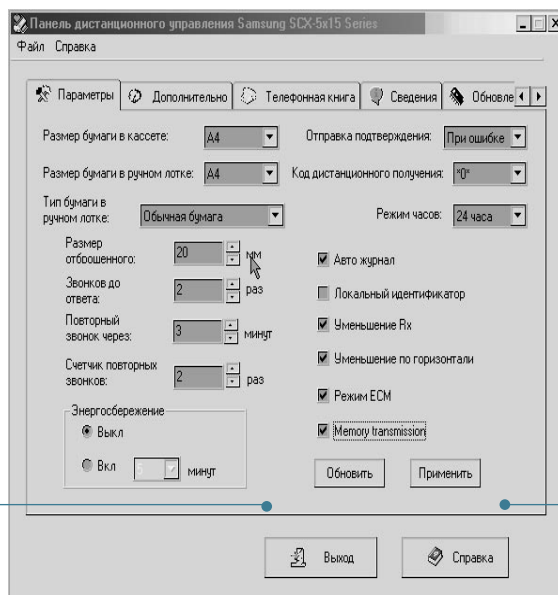 Панель дистанционного управления Samsung SCX-5x15 Series
Файл Справка
Параметры Дополнительно Телефонная книга Сведения Обновле
Размер бумаги в кассете: A4
Отправка подтверждения: При ошибке
Размер бумаги в ручном лотке: A4
Код дистанционного получения: *0*
Тип бумаги в
ручном лотке: Обычная бумага
Режим часов: 24 часа
Размер
отброшенного: 20 мм
Звонков до
ответа: 2 раз
Повторный
звонок через: 3 минут
Счетчик повторных
звонков: 2 раз
Энергосбережение
Выкл
Вкл 5 минут
Авто журнал
Локальный идентификатор
Уменьшение Rx
Уменьшение по горизонтали
Режим ECM
Memory transmission
Обновить Применить
Выход Справка